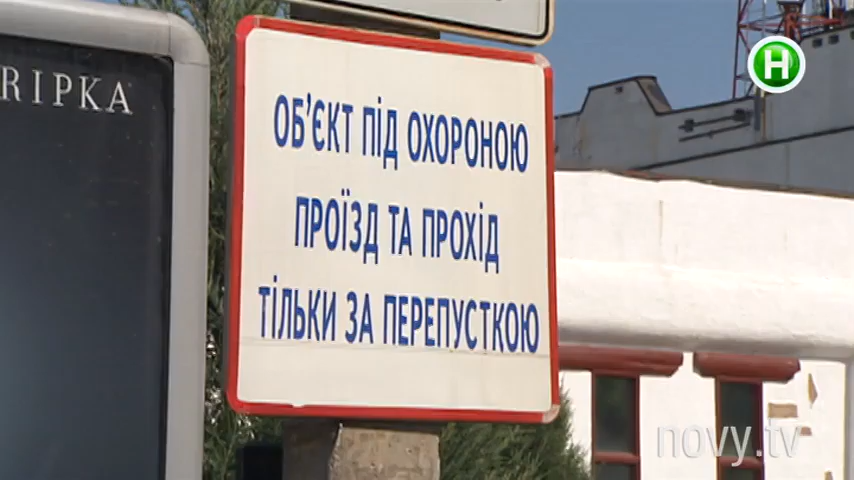 RIPKA
ОБ'ЄКТ ПІД ОХОРОНОЮ
ПРОЇЗД ТА ПРОХІД
ТІЛЬКИ ЗА ПЕРЕПУСТКОЮ
Н
novy.tv